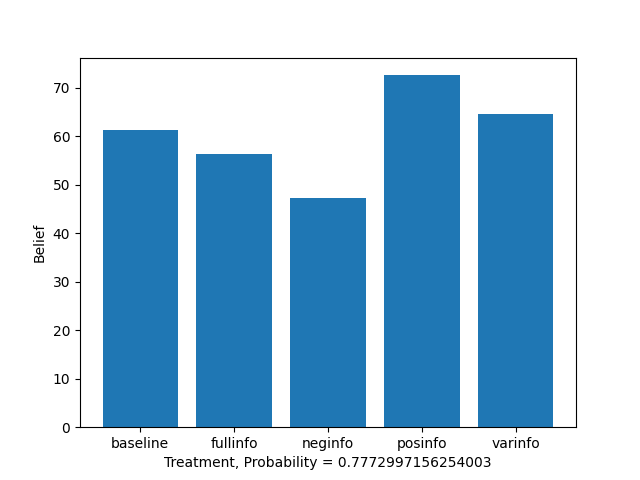 70
60
50
40
30
20
10
0
Belief
baseline fullinfo neginfo posinfo varinfo
Treatment, Probability = 0.7772997156254003